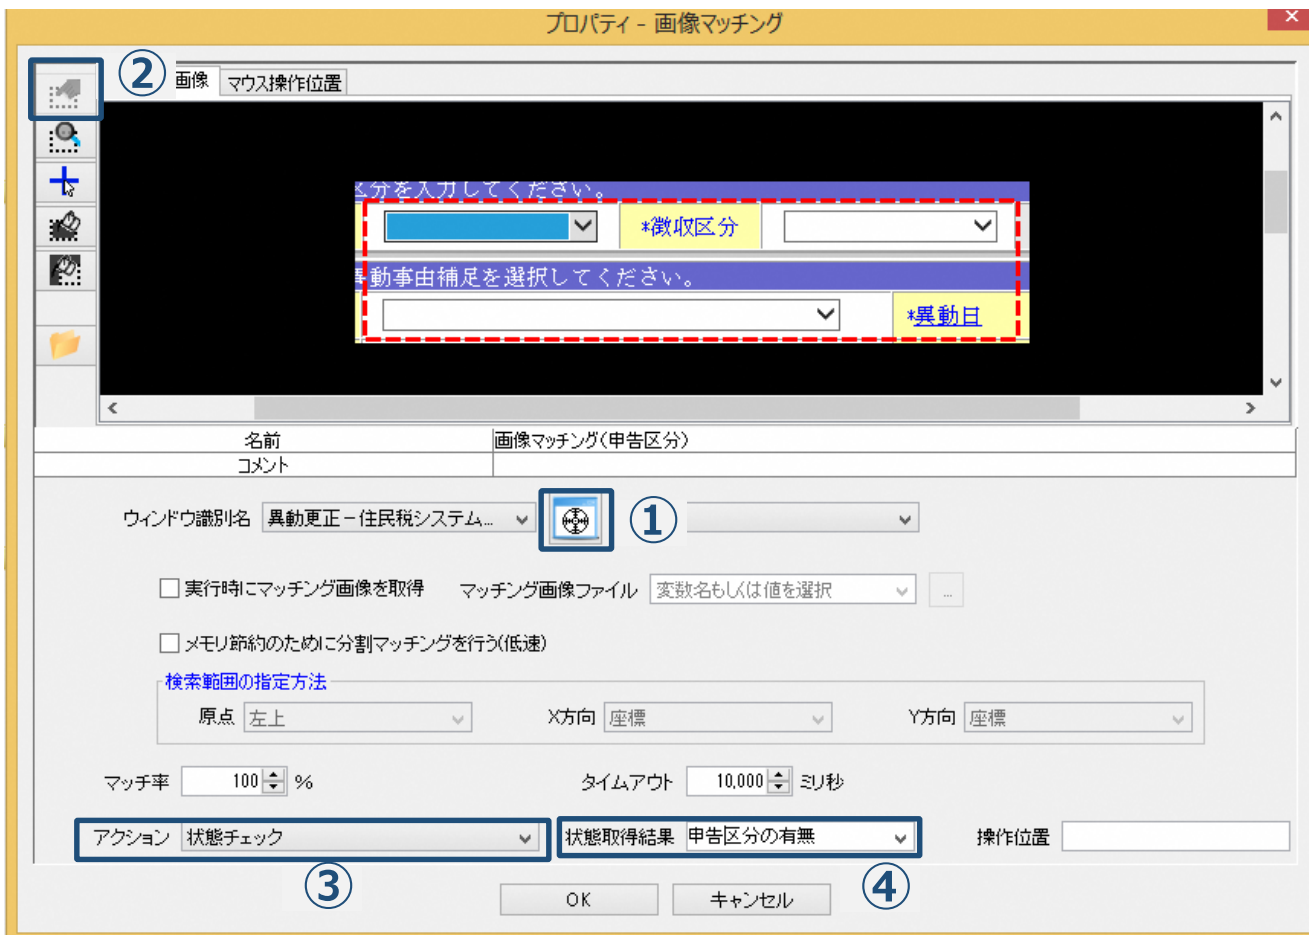 プロパティ - 画像マッチング
②
画像 マウス操作位置
区分を入力してください。
*徴収区分
異動事由補足を選択してください。
*異動日
名前 画像マッチング(申告区分)
コメント
ウィンドウ識別名 異動更正－住民税システム... ①
実行時にマッチング画像を取得 マッチング画像ファイル 変数名もしくは値を選択 ...
メモリ節約のために分割マッチングを行う(低速)
検索範囲の指定方法
原点 左上 X方向 座標 Y方向 座標
マッチ率 100 % タイムアウト 10,000 ミリ秒
アクション 状態チェック 状態取得結果 申告区分の有無 操作位置
③ ④
OK キャンセル